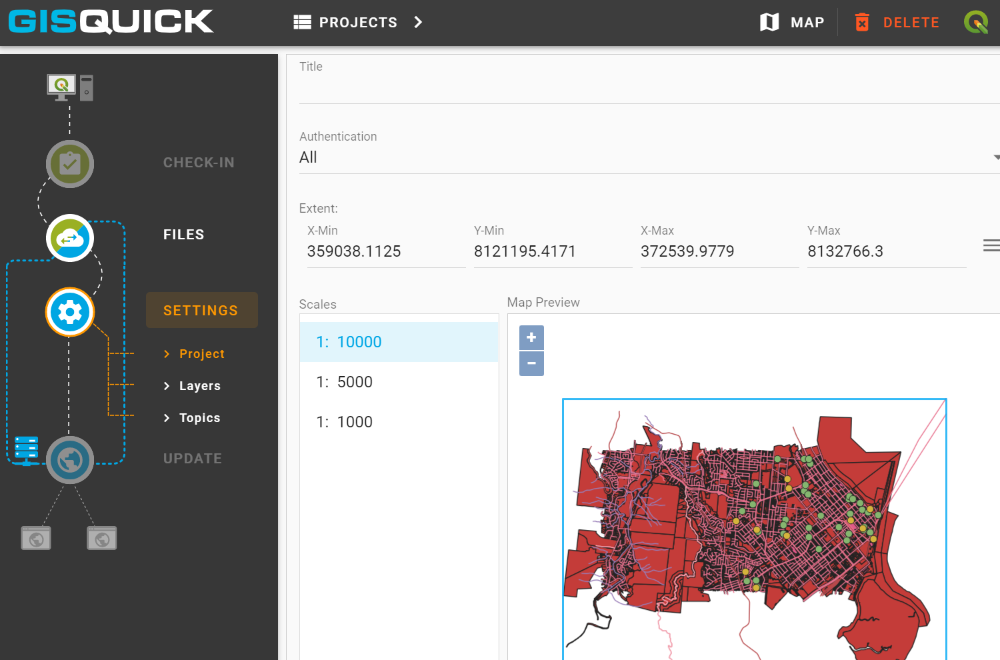 GISQUICK
PROJECTS
MAP
DELETE
CHECK-IN
FILES
SETTINGS
Project
Layers
Topics
UPDATE
Title
Authentication
All
Extent:
X-Min Y-Min X-Max Y-Max
359038.1125 8121195.4171 372539.9779 8132766.3
Scales
1: 10000
1: 5000
1: 1000
Map Preview
+
−